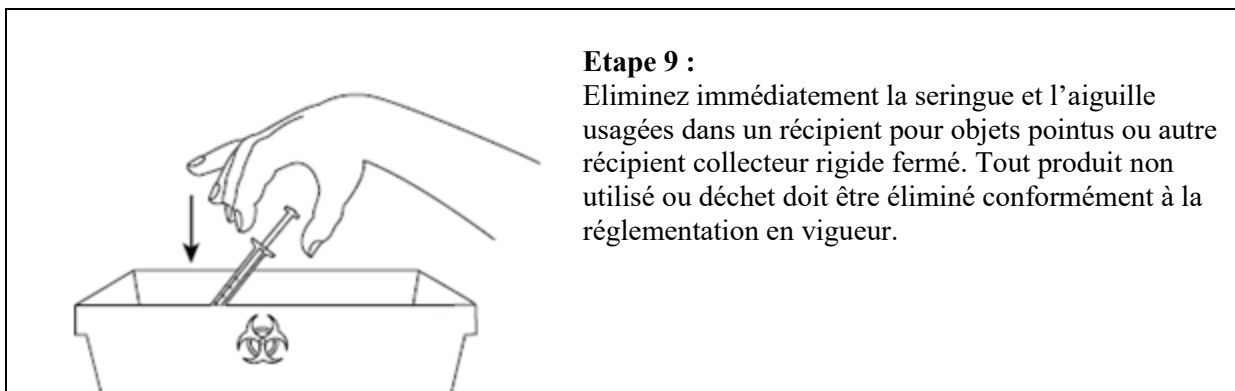 Etape 9 :
Eliminez immédiatement la seringue et l’aiguille
usagées dans un récipient pour objets pointus ou autre
récipient collecteur rigide fermé. Tout produit non
utilisé ou déchet doit être éliminé conformément à la
réglementation en vigueur.